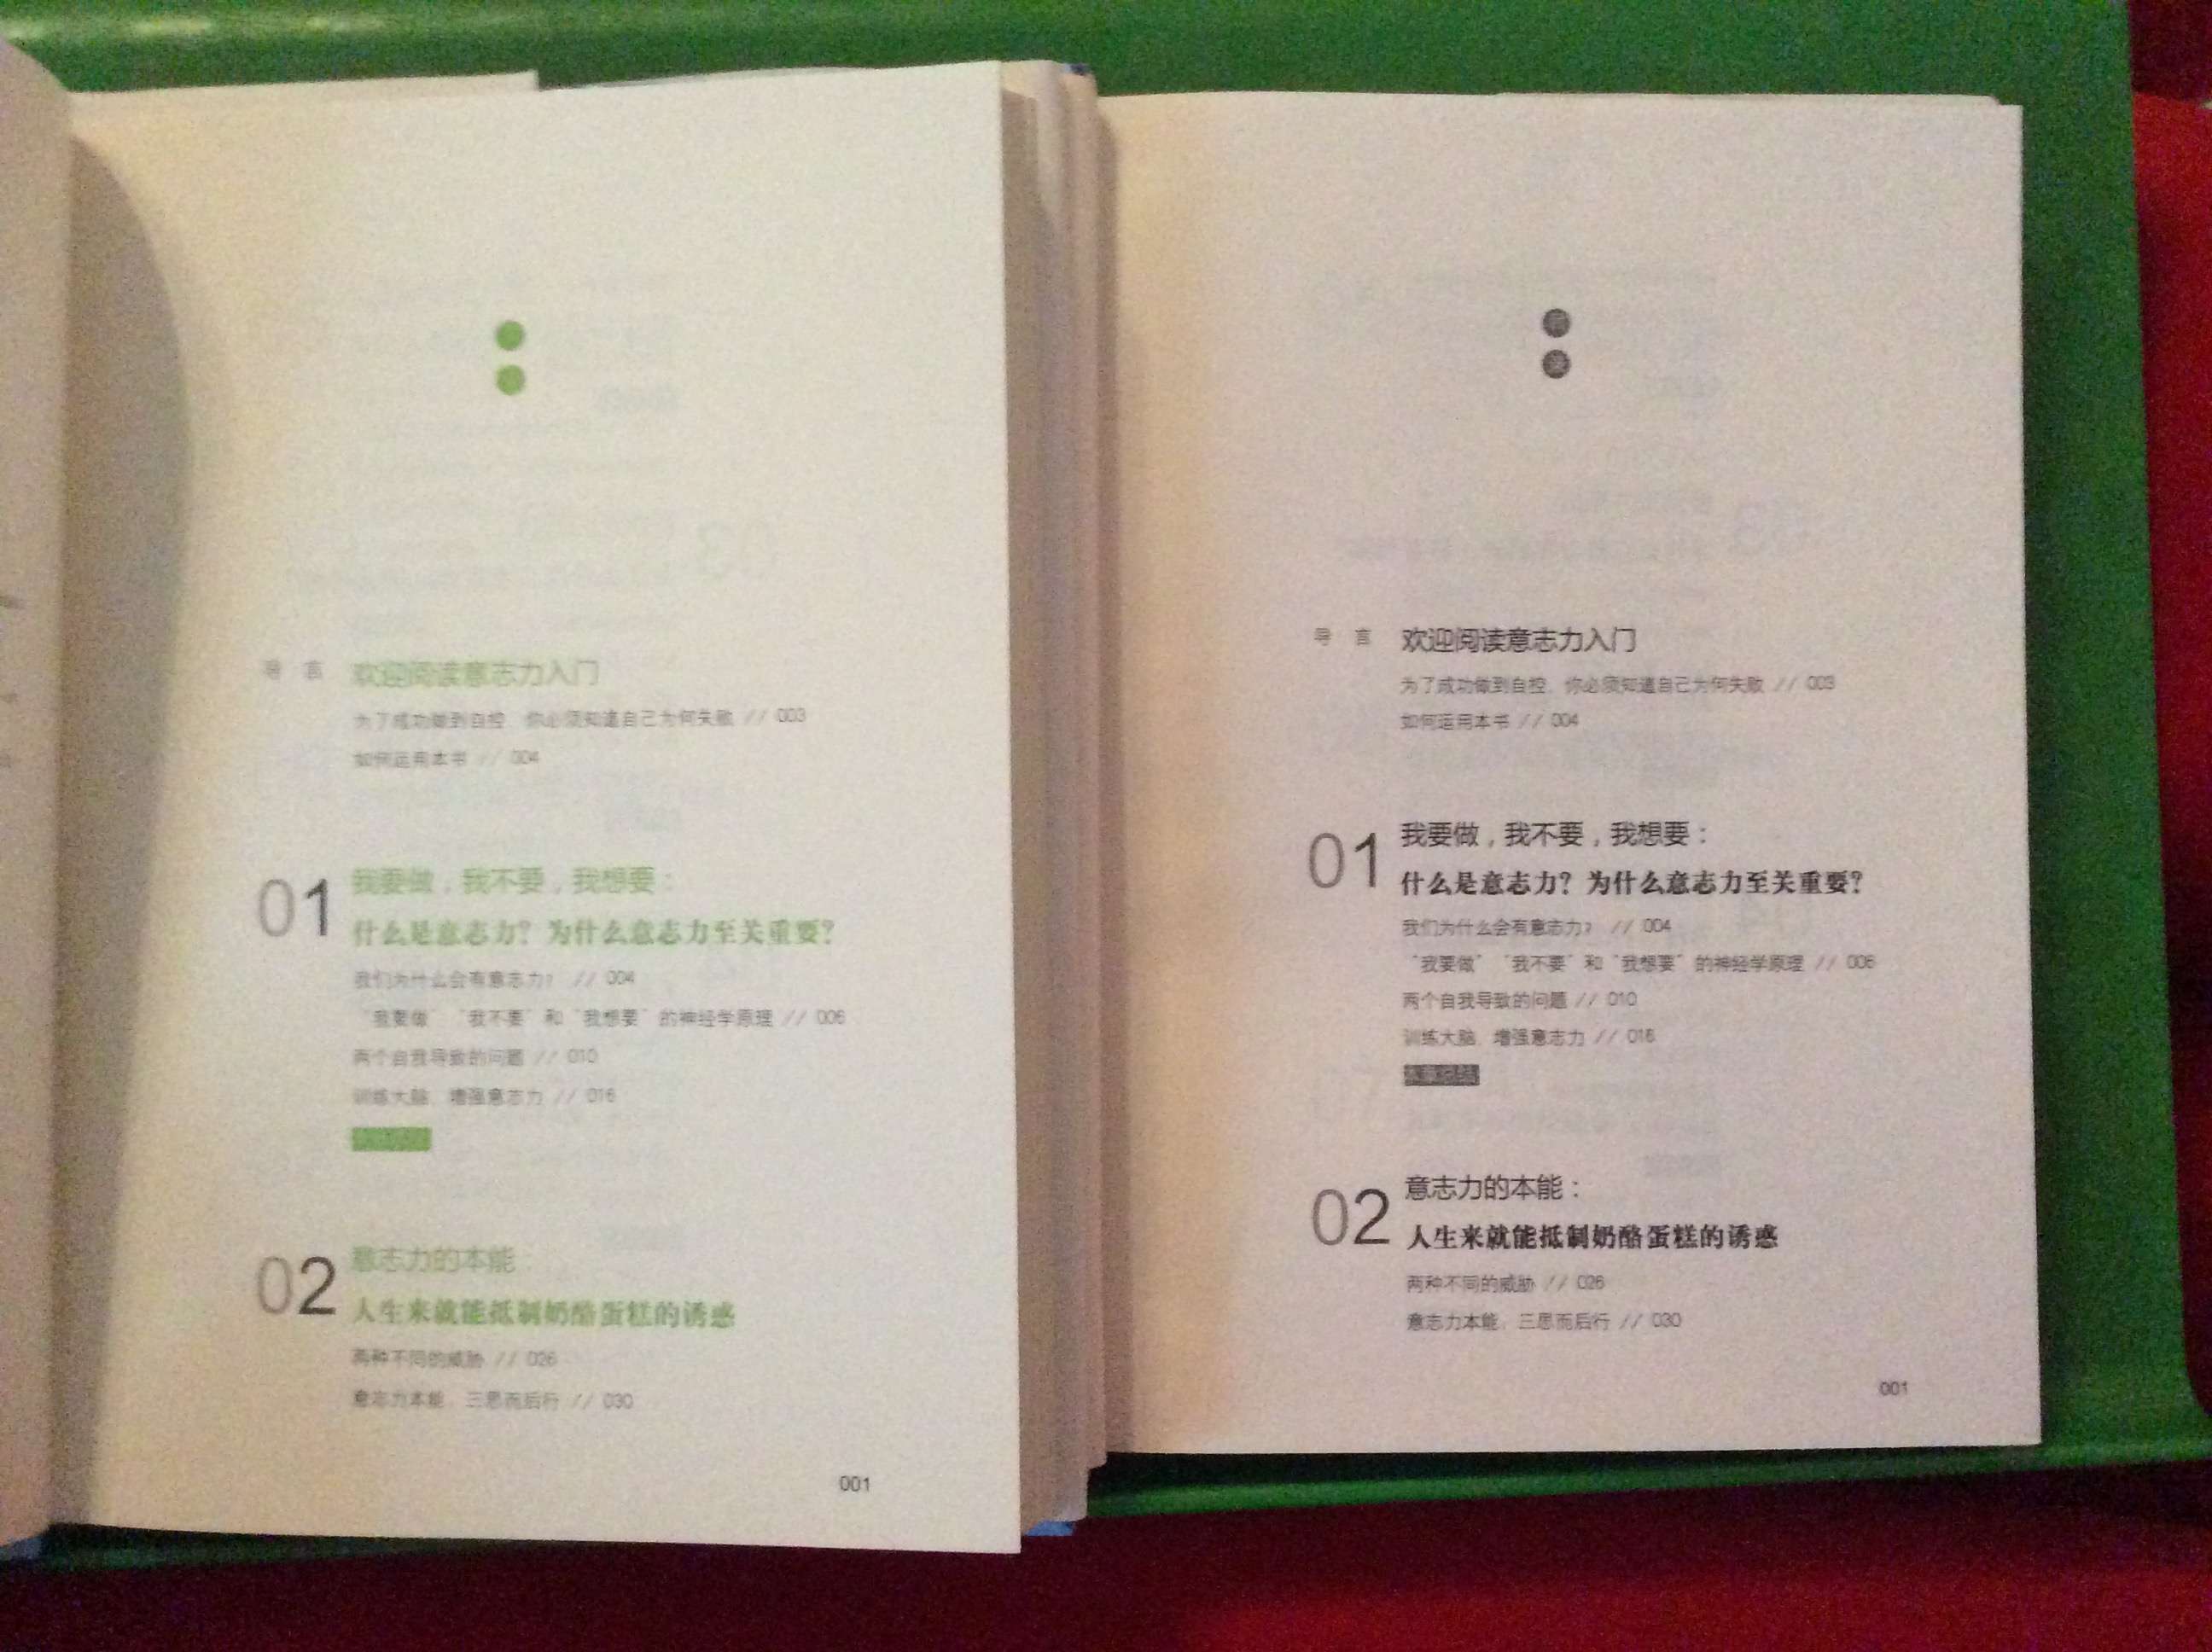 导 言 欢迎阅读意志力入门
为了成功做到自控，你必须知道自己为何失败 // 003
如何运用本书 // 004
01 我要做，我不要，我想要：
什么是意志力？为什么意志力至关重要？
我们为什么会有意志力？ // 004
“我要做”“我不要”和“我想要”的神经学原理 // 006
两个自我导致的问题 // 010
训练大脑，增强意志力 // 016
02 意志力的本能：
人生来就能抵制奶酪蛋糕的诱惑
两种不同的威胁 // 026
意志力本能：三思而后行 // 030
001
目
录
导 言 欢迎阅读意志力入门
为了成功做到自控，你必须知道自己为何失败 // 003
如何运用本书 // 004
01 我要做，我不要，我想要：
什么是意志力？为什么意志力至关重要？
我们为什么会有意志力？ // 004
“我要做”“我不要”和“我想要”的神经学原理 // 006
两个自我导致的问题 // 010
训练大脑，增强意志力 // 016
本章总结
02 意志力的本能：
人生来就能抵制奶酪蛋糕的诱惑
两种不同的威胁 // 026
意志力本能：三思而后行 // 030
001